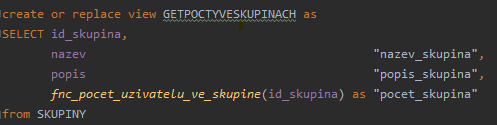 create or replace view GETPOCTYVESKUPINACH as
SELECT id_skupina,
nazev "nazev_skupina",
popis "popis_skupina",
fnc_pocet_uzivatelu_ve_skupine(id_skupina) as "pocet_skupina"
from SKUPINY